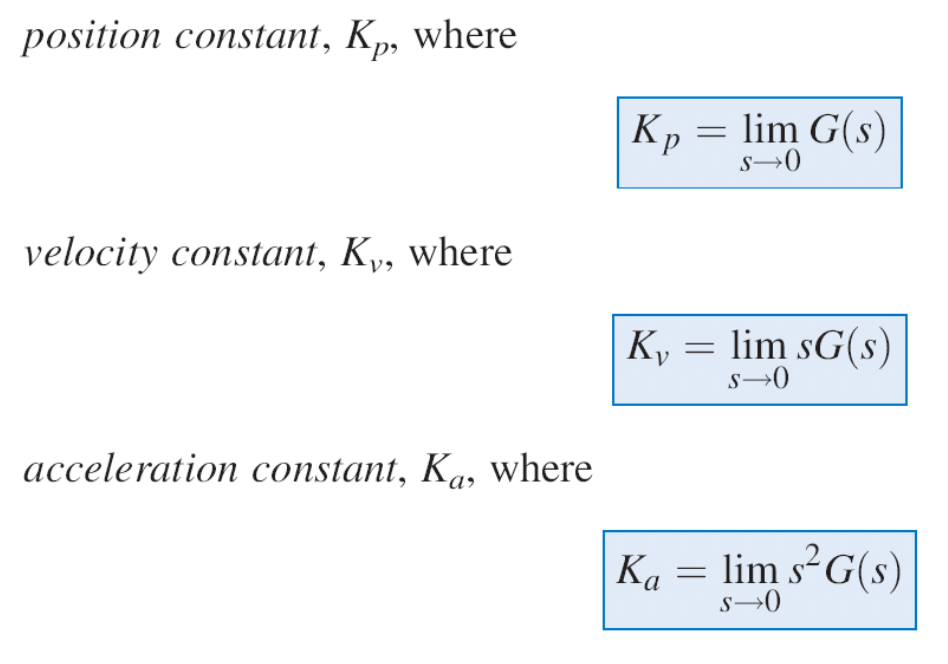 position constant, Kₚ, where
Kₚ = lim G(s)
s→0
velocity constant, Kᵥ, where
Kᵥ = lim sG(s)
s→0
acceleration constant, Kₐ, where
Kₐ = lim s²G(s)
s→0